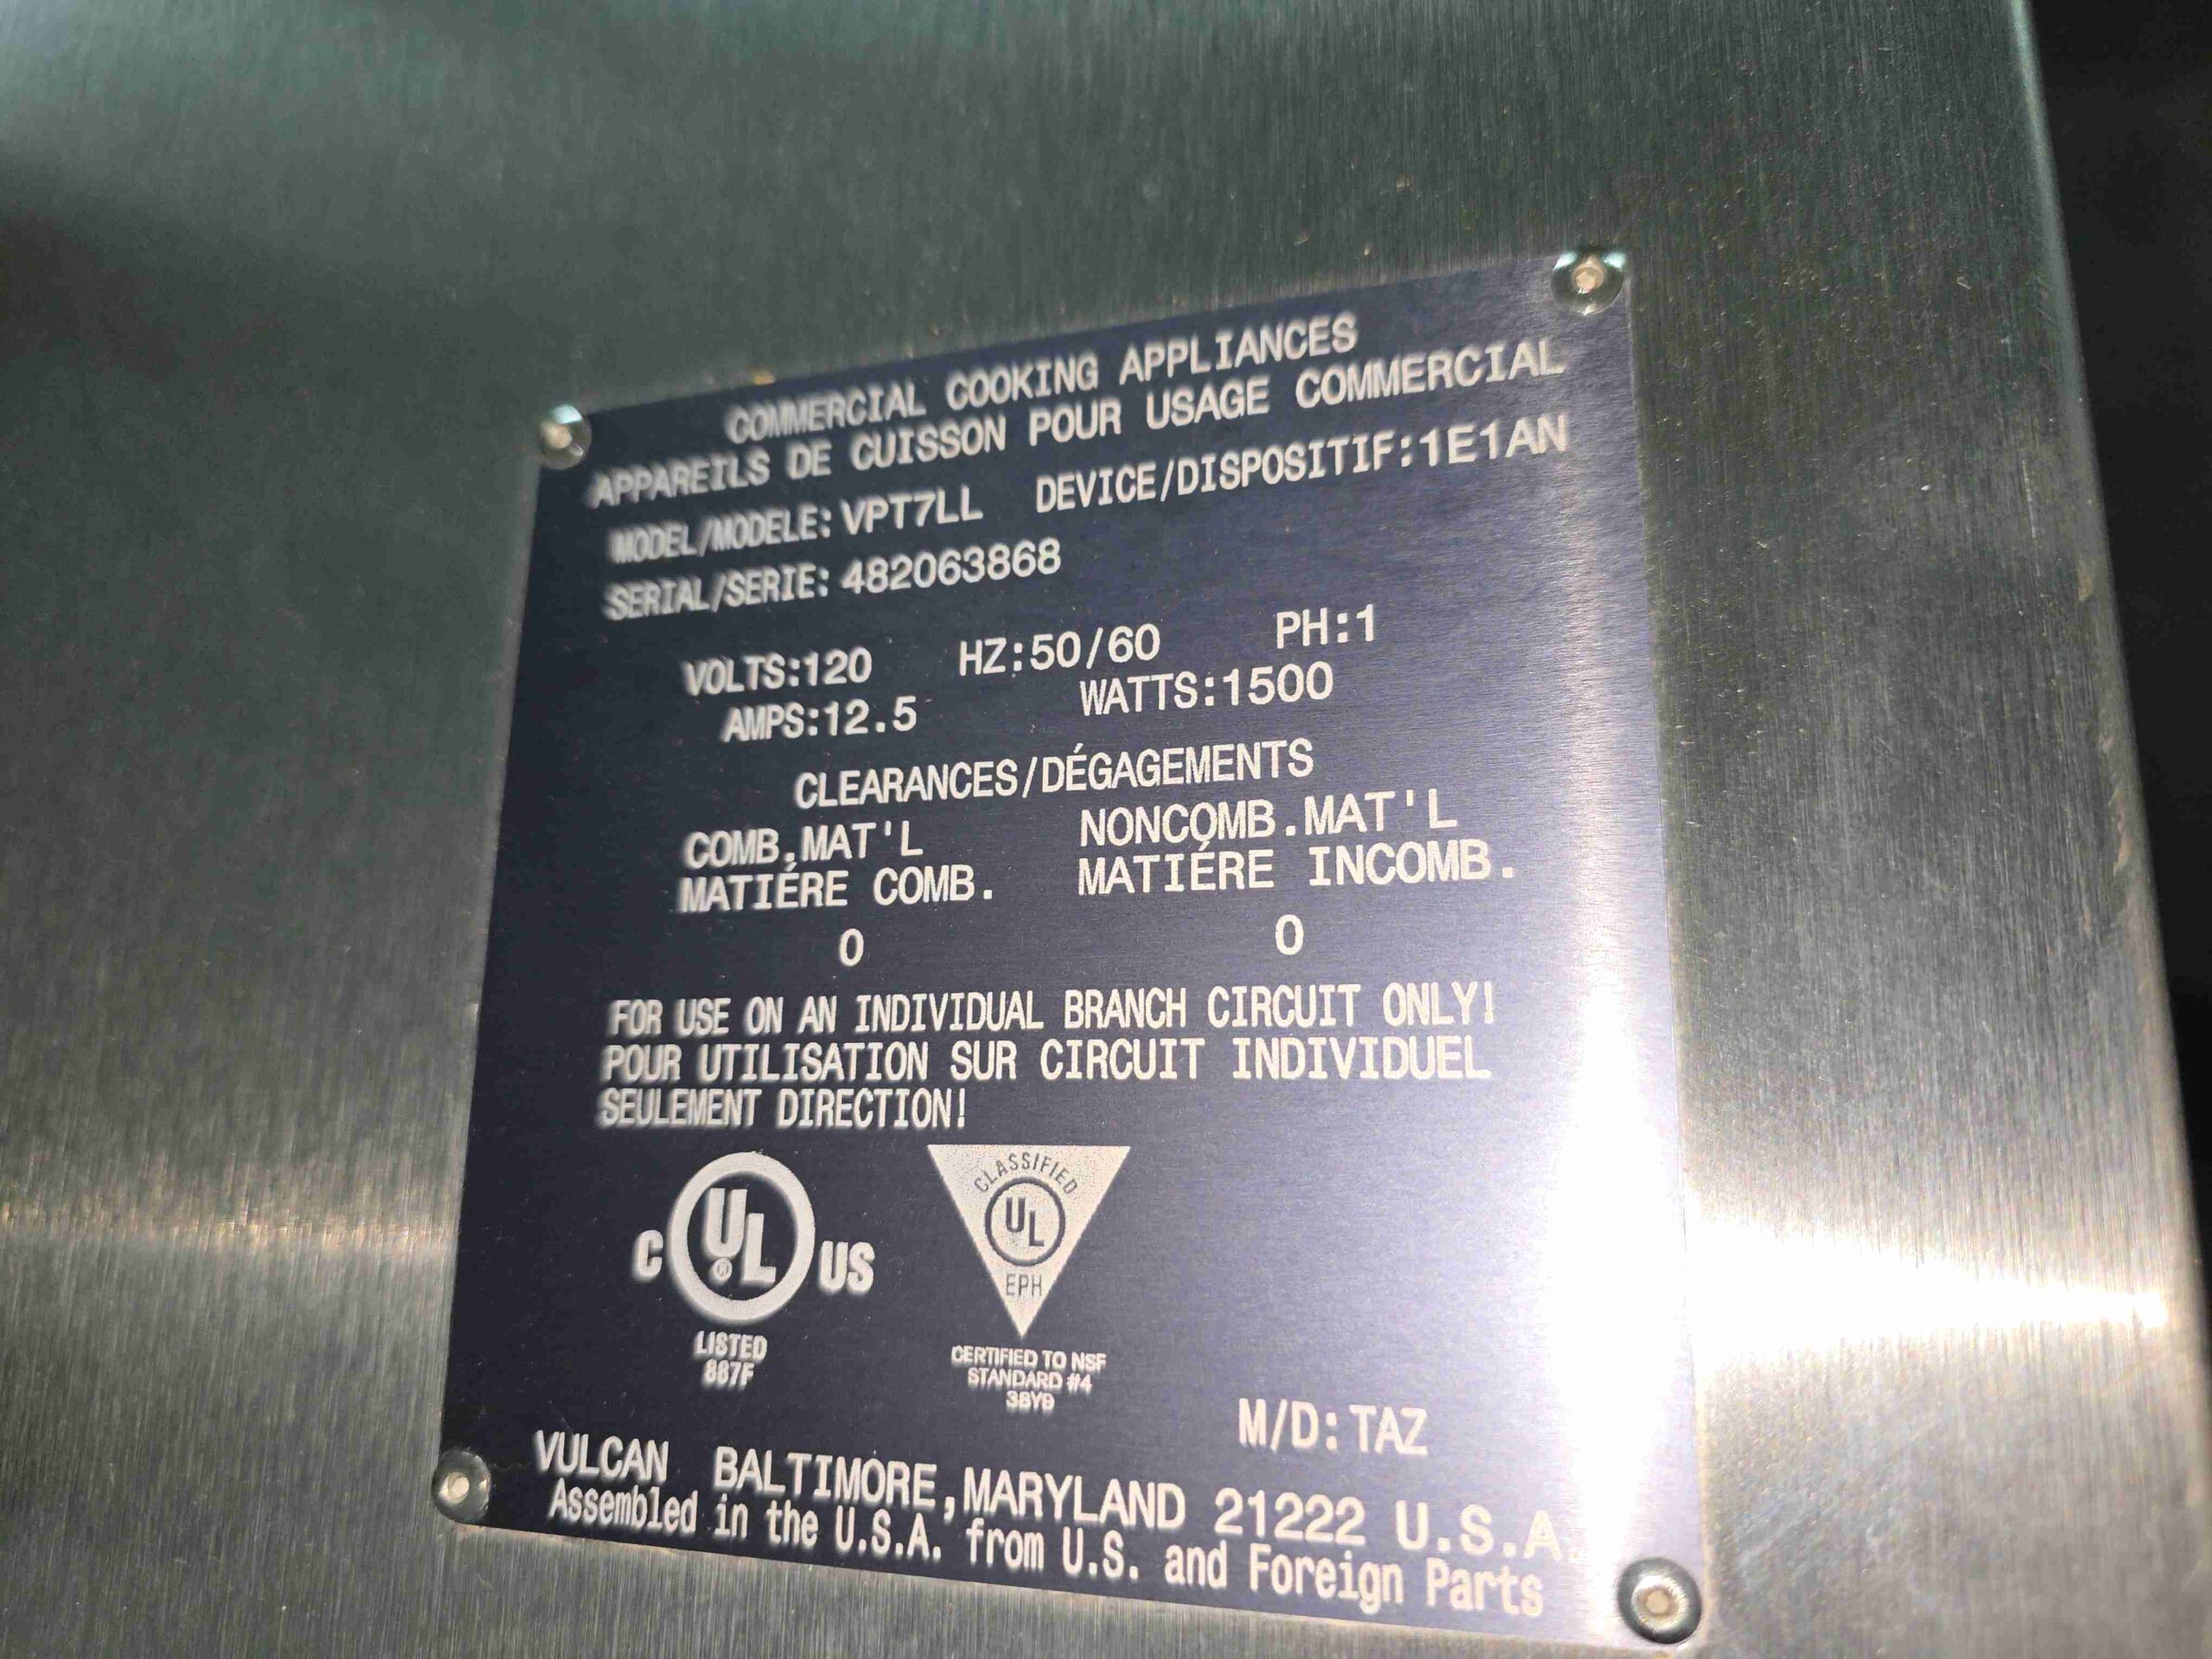 COMMERCIAL COOKING APPLIANCES
APPAREILS DE CUISSON POUR USAGE COMMERCIAL
MODEL/MODELE: VPT7LL DEVICE/DISPOSITIF:1E1AN
SERIAL/SERIE: 482063868
VOLTS:120 HZ:50/60 PH:1
AMPS:12.5 WATTS:1500
CLEARANCES/DÉGAGEMENTS
COMB.MAT'L NONCOMB.MAT'L
MATIÉRE COMB. MATIÉRE INCOMB.
0 0
FOR USE ON AN INDIVIDUAL BRANCH CIRCUIT ONLY!
POUR UTILISATION SUR CIRCUIT INDIVIDUEL
SEULEMENT DIRECTION!
C UL ® US
LISTED
887F
CLASSIFIED
UL
EPH
CERTIFIED TO NSF
STANDARD #4
38Y9
M/D: TAZ
VULCAN BALTIMORE, MARYLAND 21222 U.S.A.
Assembled in the U.S.A. from U.S. and Foreign Parts